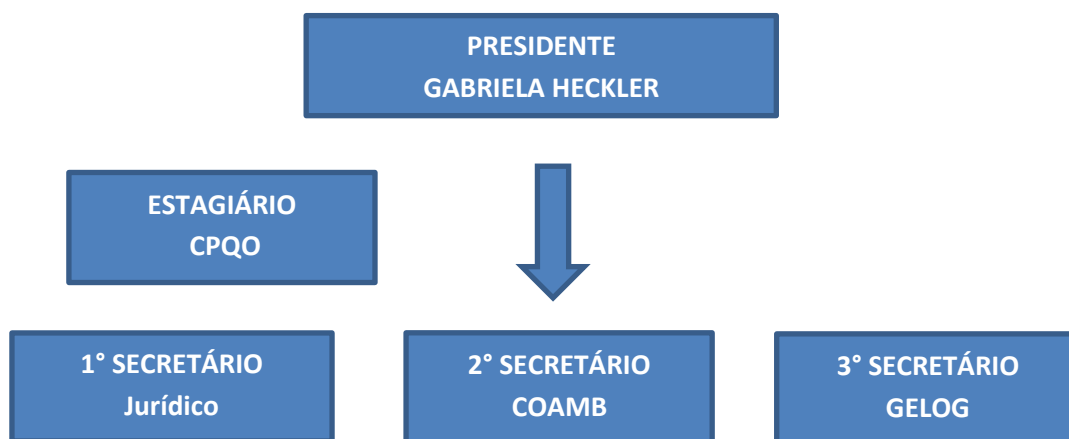 PRESIDENTE
GABRIELA HECKLER
ESTAGIÁRIO
CPQO
1° SECRETÁRIO
Jurídico
2° SECRETÁRIO
COAMB
3° SECRETÁRIO
GELOG